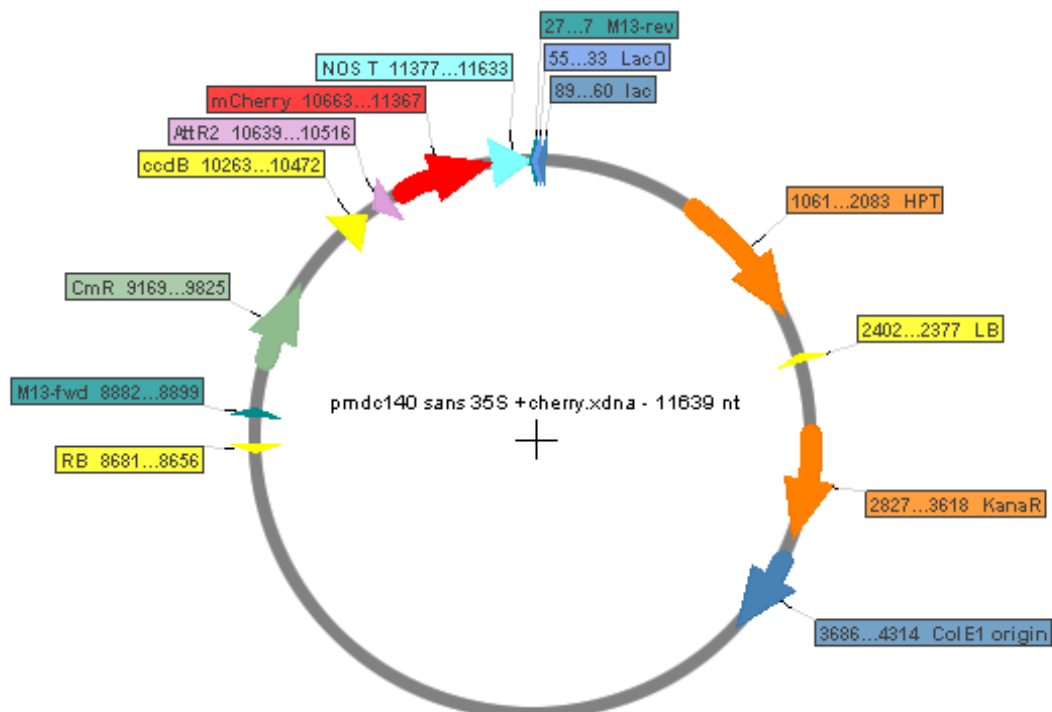 27...7 M13-rev
NOS T 11377...11633
55...33 LacO
mCherry 10663...11367
89...60 lac
AttR2 10639...10516
ccdB 10263...10472
1061...2083 HPT
CmR 9169...9825
2402...2377 LB
M13-fwd 8882...8899
pmdc140 sans 35S +cherry.xdna - 11639 nt
RB 8681...8656
2827...3618 KanaR
3686...4314 ColE1 origin